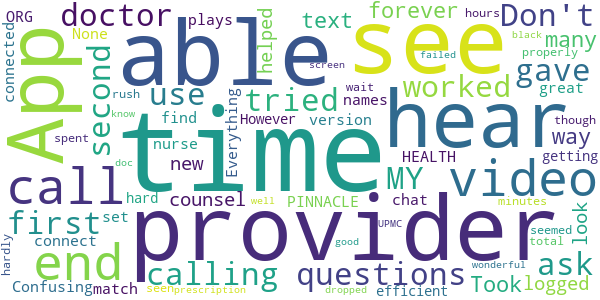 ORG
doctor
plays
None
text
forever
hours
Don't
connected
App
rush
know
second
able
helped
screen
see
failed
black
properly
many
names
wait
worked
gave
great
use
tried
find
However
version
though
way
nurse
Everything
time
hear
HEALTH
getting
spent
doc
new
call
counsel
MY
video
hard
set
PINNACLE
chat
look
first
connect
provider
well
UPMC
minutes
seemed
ask
total
hardly
end
good
calling
questions
Took
logged
Confusing
match
seen
prescription
dropped
efficient
wonderful